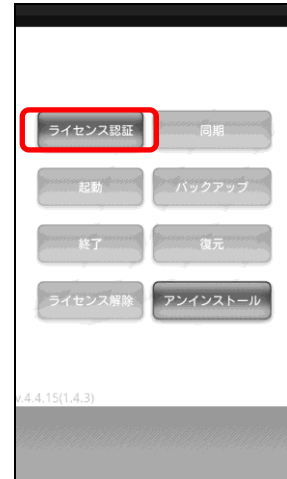 ライセンス認証
同期
起動
バックアップ
終了
復元
ライセンス解除
アンインストール
v.4.4.15(1.4.3)